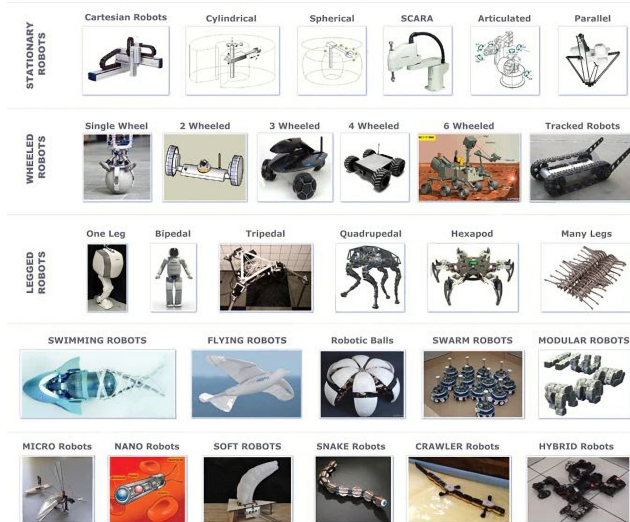 STATIONARY
ROBOTS
Cartesian Robots
Cylindrical
Spherical
SCARA
Articulated
Parallel
WHEELED
ROBOTS
Single Wheel
2 Wheeled
3 Wheeled
4 Wheeled
6 Wheeled
Tracked Robots
LEGGED
ROBOTS
One Leg
Bipedal
Tripedal
Quadrupedal
Hexapod
Many Legs
SWIMMING ROBOTS
FLYING ROBOTS
Robotic Balls
SWARM ROBOTS
MODULAR ROBOTS
MICRO Robots
NANO Robots
SOFT ROBOTS
SNAKE Robots
CRAWLER Robots
HYBRID Robots